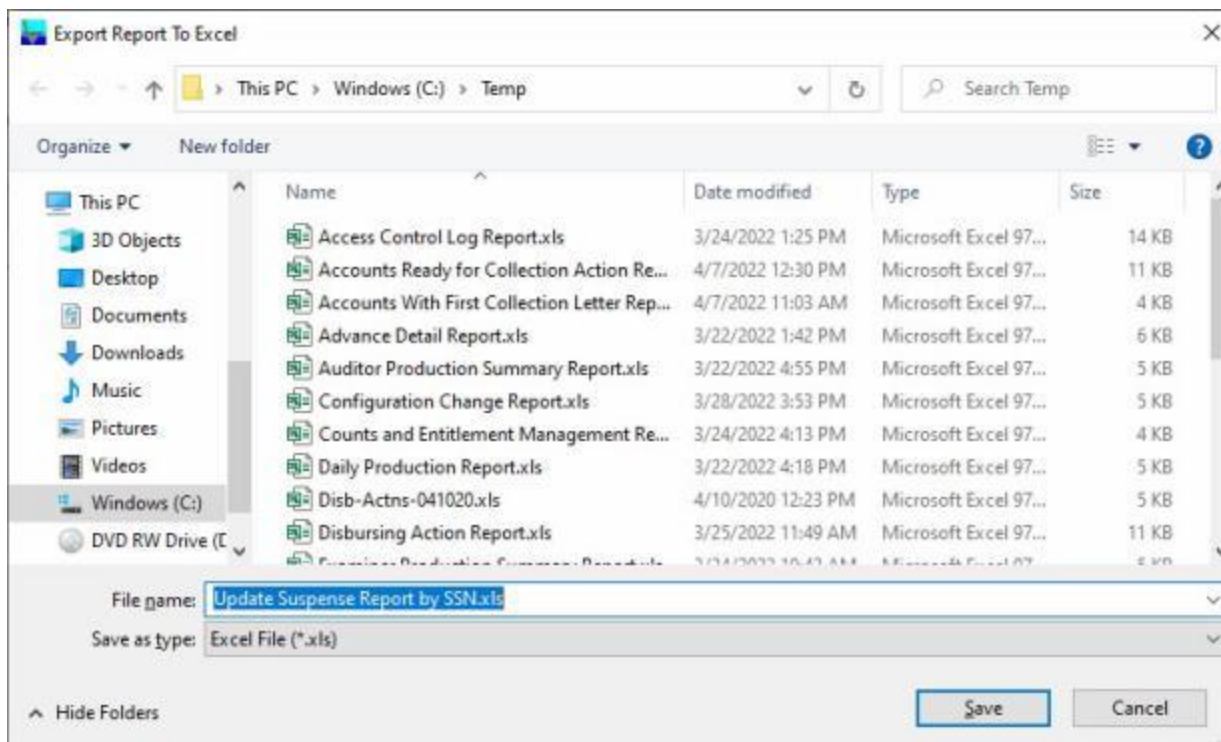 Export Report To Excel
This PC > Windows (C:) > Temp
Search Temp
Organize
New folder
Name Date modified Type Size
This PC
3D Objects
Desktop
Documents
Downloads
Music
Pictures
Videos
Windows (C:)
DVD RW Drive (D
Access Control Log Report.xls 3/24/2022 1:25 PM Microsoft Excel 97... 14 KB
Accounts Ready for Collection Action Re... 4/7/2022 12:30 PM Microsoft Excel 97... 11 KB
Accounts With First Collection Letter Rep... 4/7/2022 11:03 AM Microsoft Excel 97... 4 KB
Advance Detail Report.xls 3/22/2022 1:42 PM Microsoft Excel 97... 6 KB
Auditor Production Summary Report.xls 3/22/2022 4:55 PM Microsoft Excel 97... 5 KB
Configuration Change Report.xls 3/28/2022 3:53 PM Microsoft Excel 97... 5 KB
Counts and Entitlement Management Re... 3/24/2022 4:13 PM Microsoft Excel 97... 4 KB
Daily Production Report.xls 3/22/2022 4:18 PM Microsoft Excel 97... 5 KB
Disb-Actns-041020.xls 4/10/2020 12:23 PM Microsoft Excel 97... 5 KB
Disbursing Action Report.xls 3/25/2022 11:49 AM Microsoft Excel 97... 11 KB
File name: Update Suspense Report by SSN.xls
Save as type: Excel File (*.xls)
Hide Folders
Save
Cancel